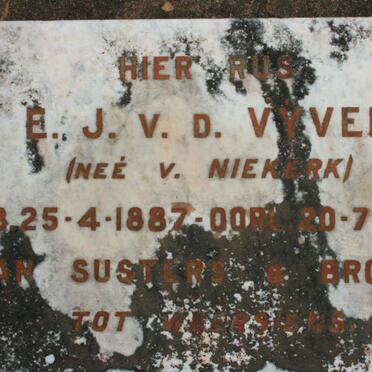 HIER RUS
E. J. V. D. VYVE
(NEÉ V. NIEKERK)
B. 25-4-1887-OORL. 20-7
AN SUSTERS & BRO
TOT WEERSIENS.